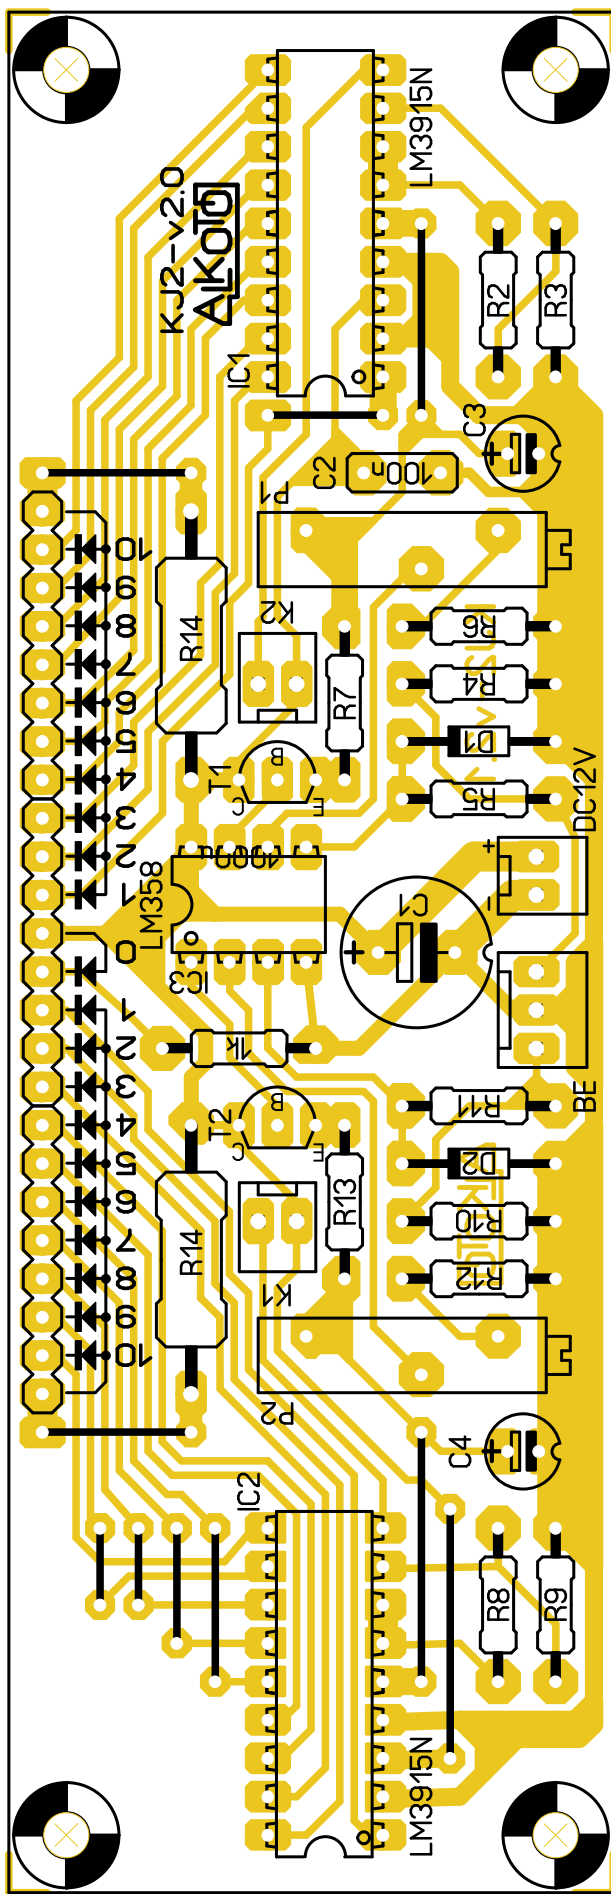 LM3915N
KJ2-v2.0
AlKoTo
IC1
R2
R3
C3
C2
100n
P1
10
9
8
7
6
5
4
3
2
1
0
1
2
3
4
5
6
7
8
9
10
R14
K2
R7
R6
R4
D1
R5
T1
B
C
E
LM358
IC3
C1
+
DC12V
+
-
BE
1k
T2
B
C
E
R11
D2
R10
R12
R13
R14
K1
P2
C4
+
IC2
R8
R9
LM3915N